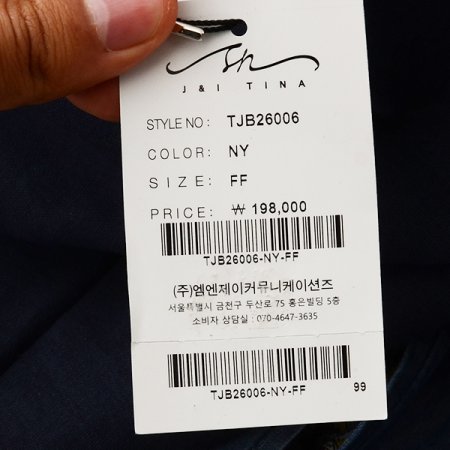 J & I TINA
STYLE NO : TJB26006
COLOR: NY
SIZE: FF
PRICE: ₩ 198,000
TJB26006-NY-FF
(주)엠엔제이커뮤니케이션즈
서울특별시 금천구 두산로 75 홍은빌딩 5층
소비자 상담실 : 070-4647-3635
TJB26006-NY-FF 99